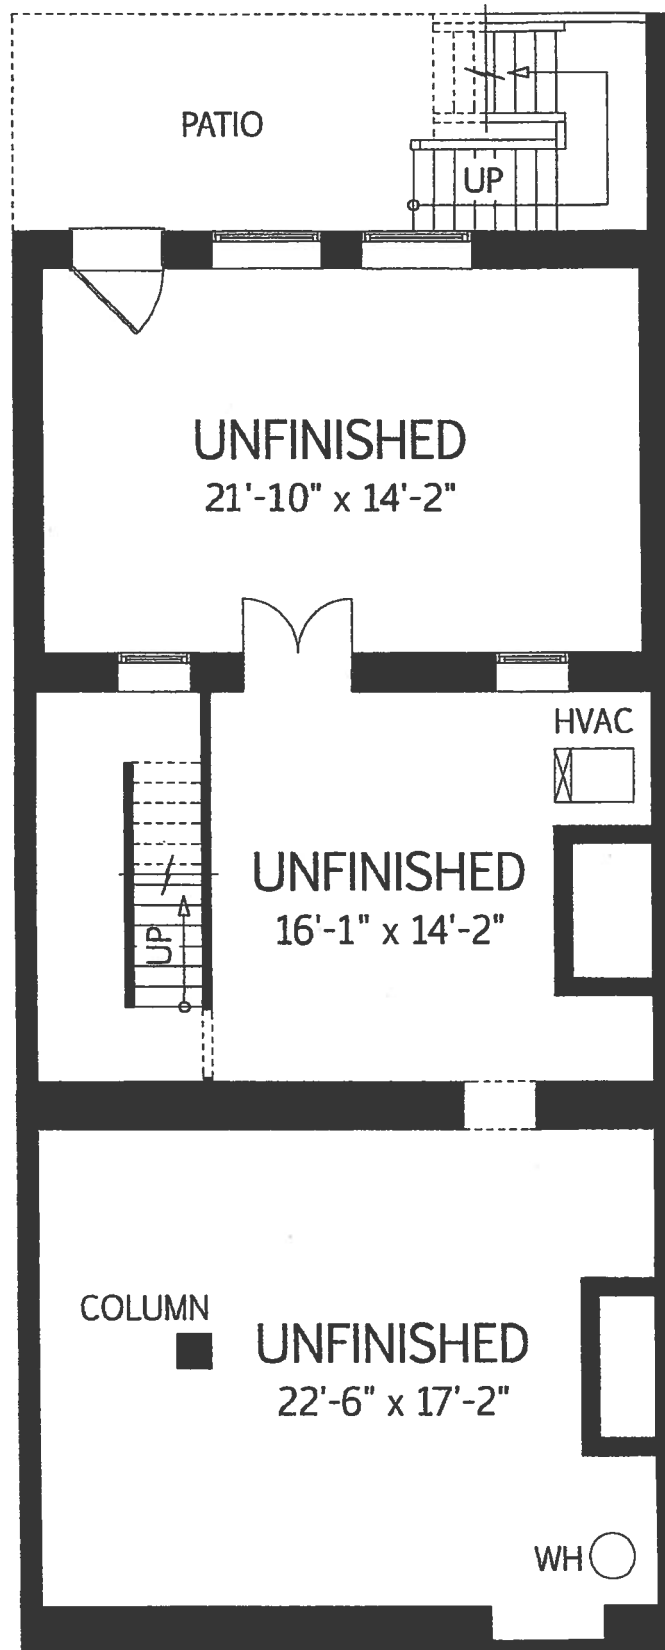 PATIO
UP
UNFINISHED
21'-10" x 14'-2"
HVAC
UNFINISHED
16'-1" x 14'-2"
UP
COLUMN
UNFINISHED
22'-6" x 17'-2"
WH